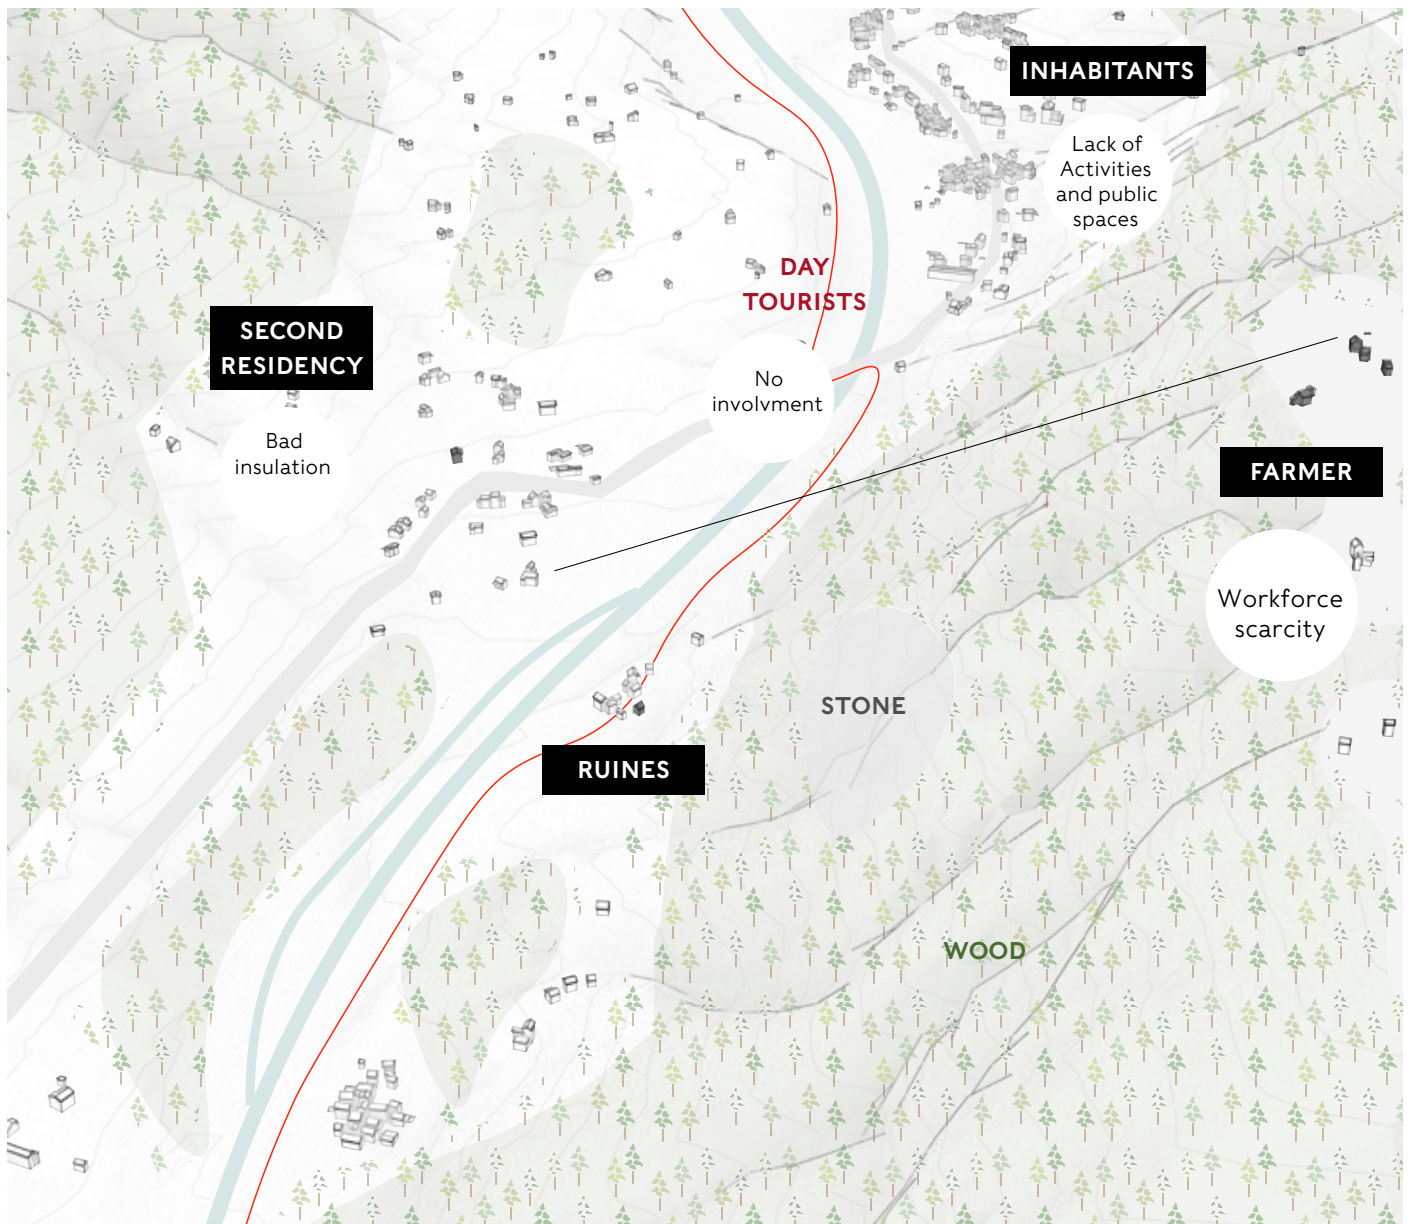 INHABITANTS
Lack of
Activities
and public
spaces
DAY
TOURISTS
No
involvment
SECOND
RESIDENCY
Bad
insulation
FARMER
Workforce
scarcity
STONE
RUINES
WOOD